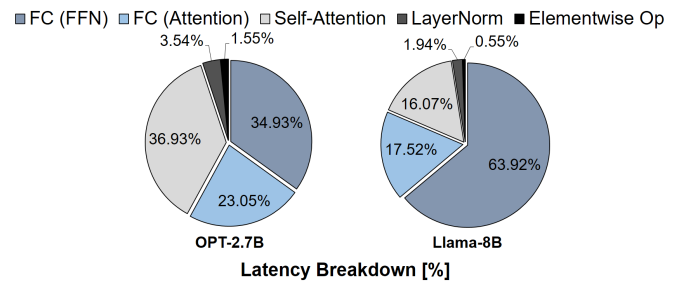 FC (FFN) FC (Attention) Self-Attention LayerNorm Elementwise Op
3.54% 1.55%
34.93%
36.93%
23.05%
OPT-2.7B
1.94% 0.55%
16.07%
17.52%
63.92%
Llama-8B
Latency Breakdown [%]